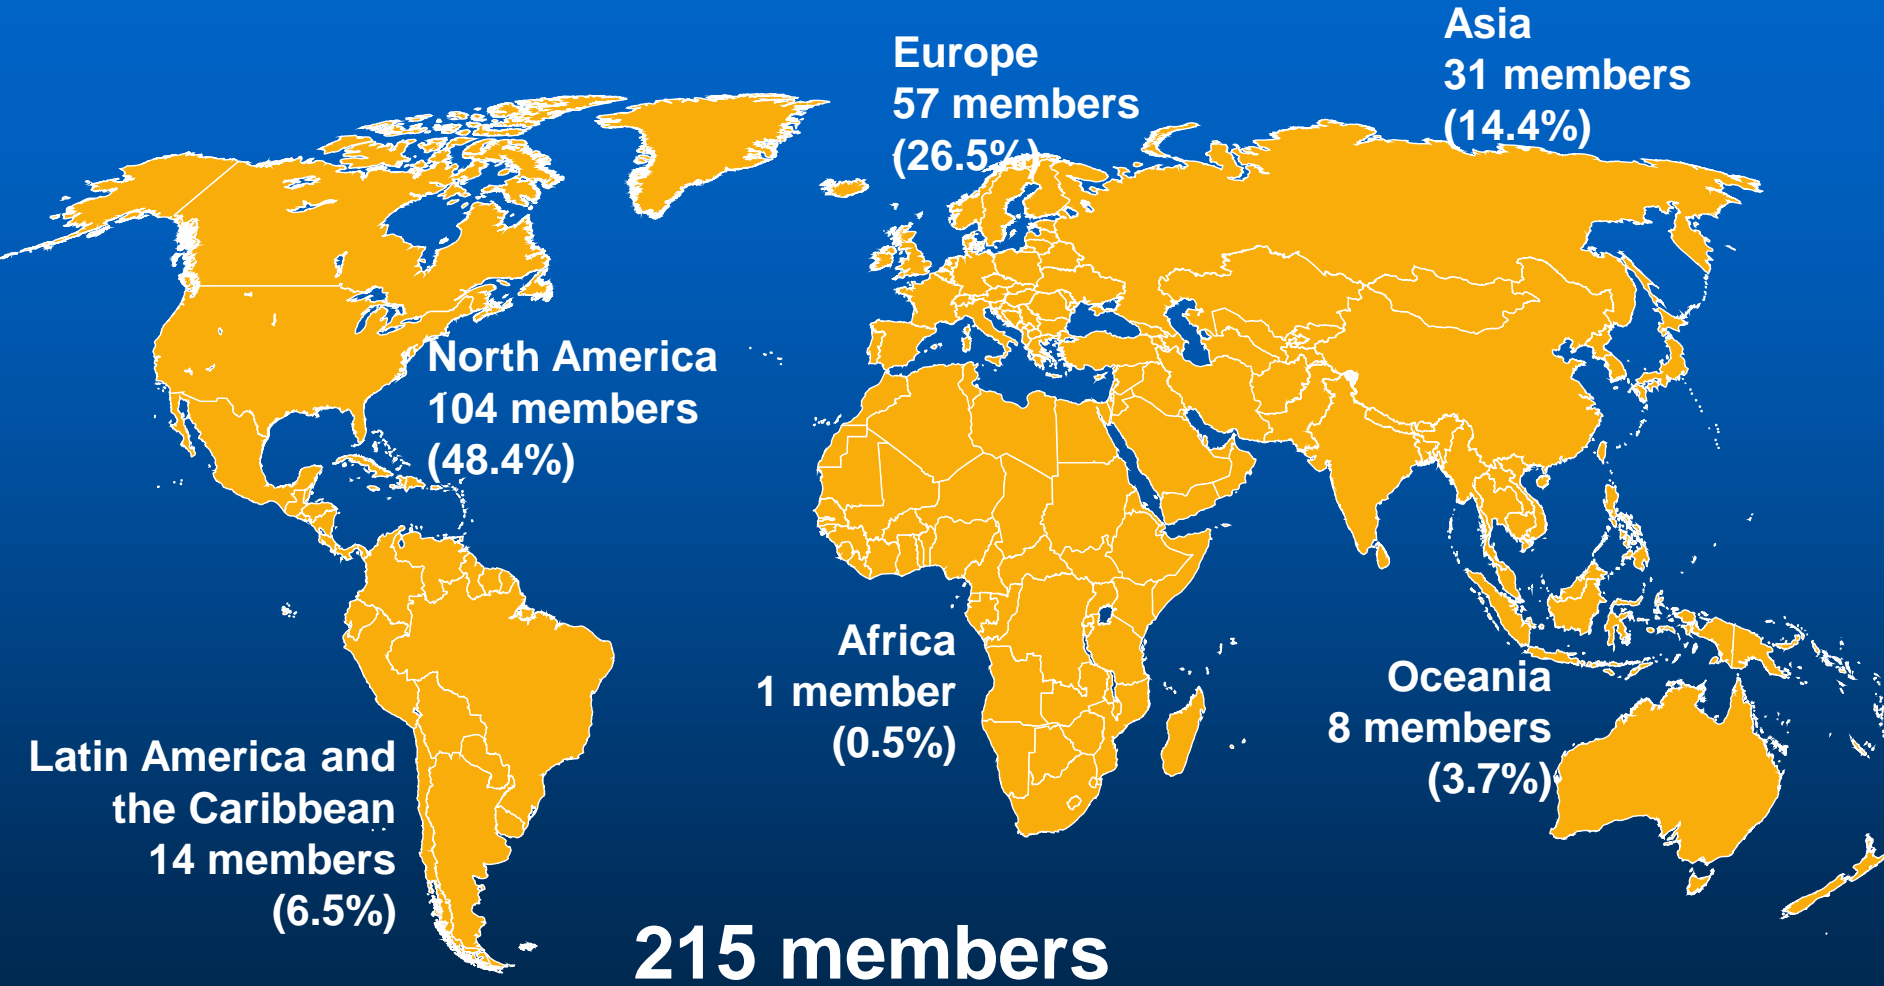 Asia
31 members
(14.4%)
Europe
57 members
(26.5%)
North America
104 members
(48.4%)
Africa
1 member
(0.5%)
Oceania
8 members
(3.7%)
Latin America and
the Caribbean
14 members
(6.5%)
215 members